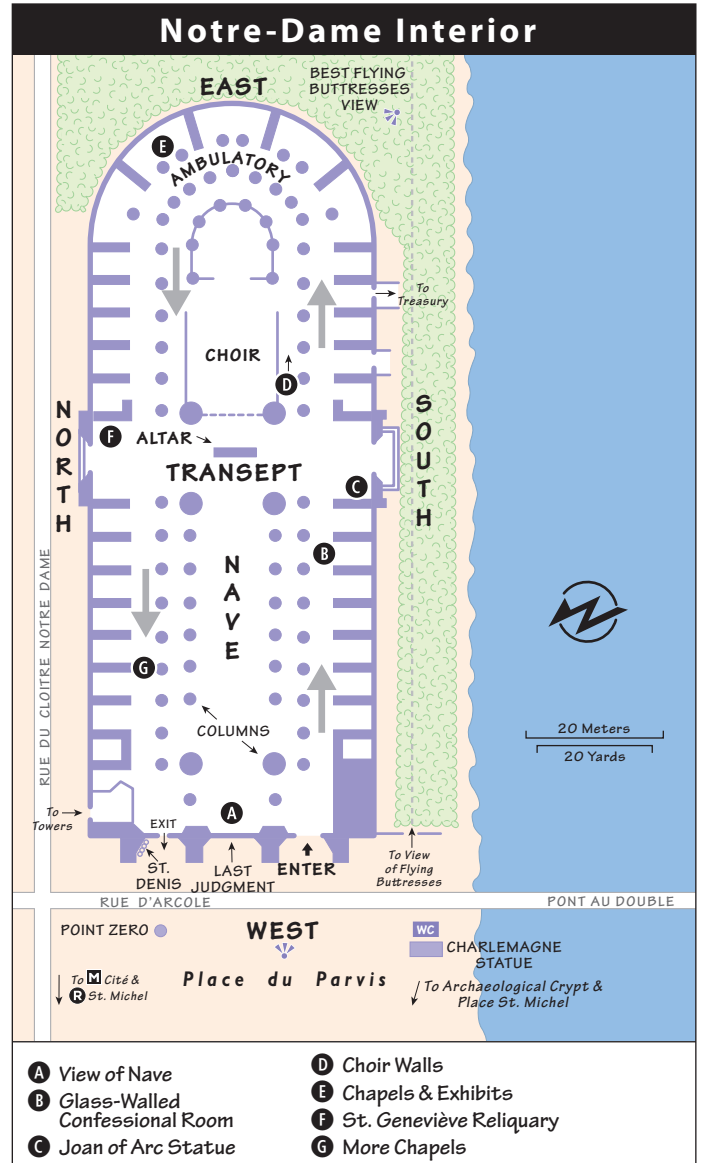 Notre-Dame Interior
EAST
BEST FLYING
BUTTRESSES
VIEW
E
AMBULATORY
To
Treasury
CHOIR
D
NORTH
F
ALTAR
TRANSEPT
SOUTH
C
NAVE
B
RUE DU CLOITRE NOTRE DAME
G
COLUMNS
20 Meters
20 Yards
To
Towers
A
EXIT
ST.
DENIS
LAST
JUDGMENT
ENTER
To View
of Flying
Buttresses
RUE D'ARCOLE
PONT AU DOUBLE
POINT ZERO
WEST
WC
CHARLEMAGNE
STATUE
To M Cité &
R St. Michel
Place du Parvis
To Archaeological Crypt &
Place St. Michel
A View of Nave
B Glass-Walled
Confessional Room
C Joan of Arc Statue
D Choir Walls
E Chapels & Exhibits
F St. Geneviève Reliquary
G More Chapels